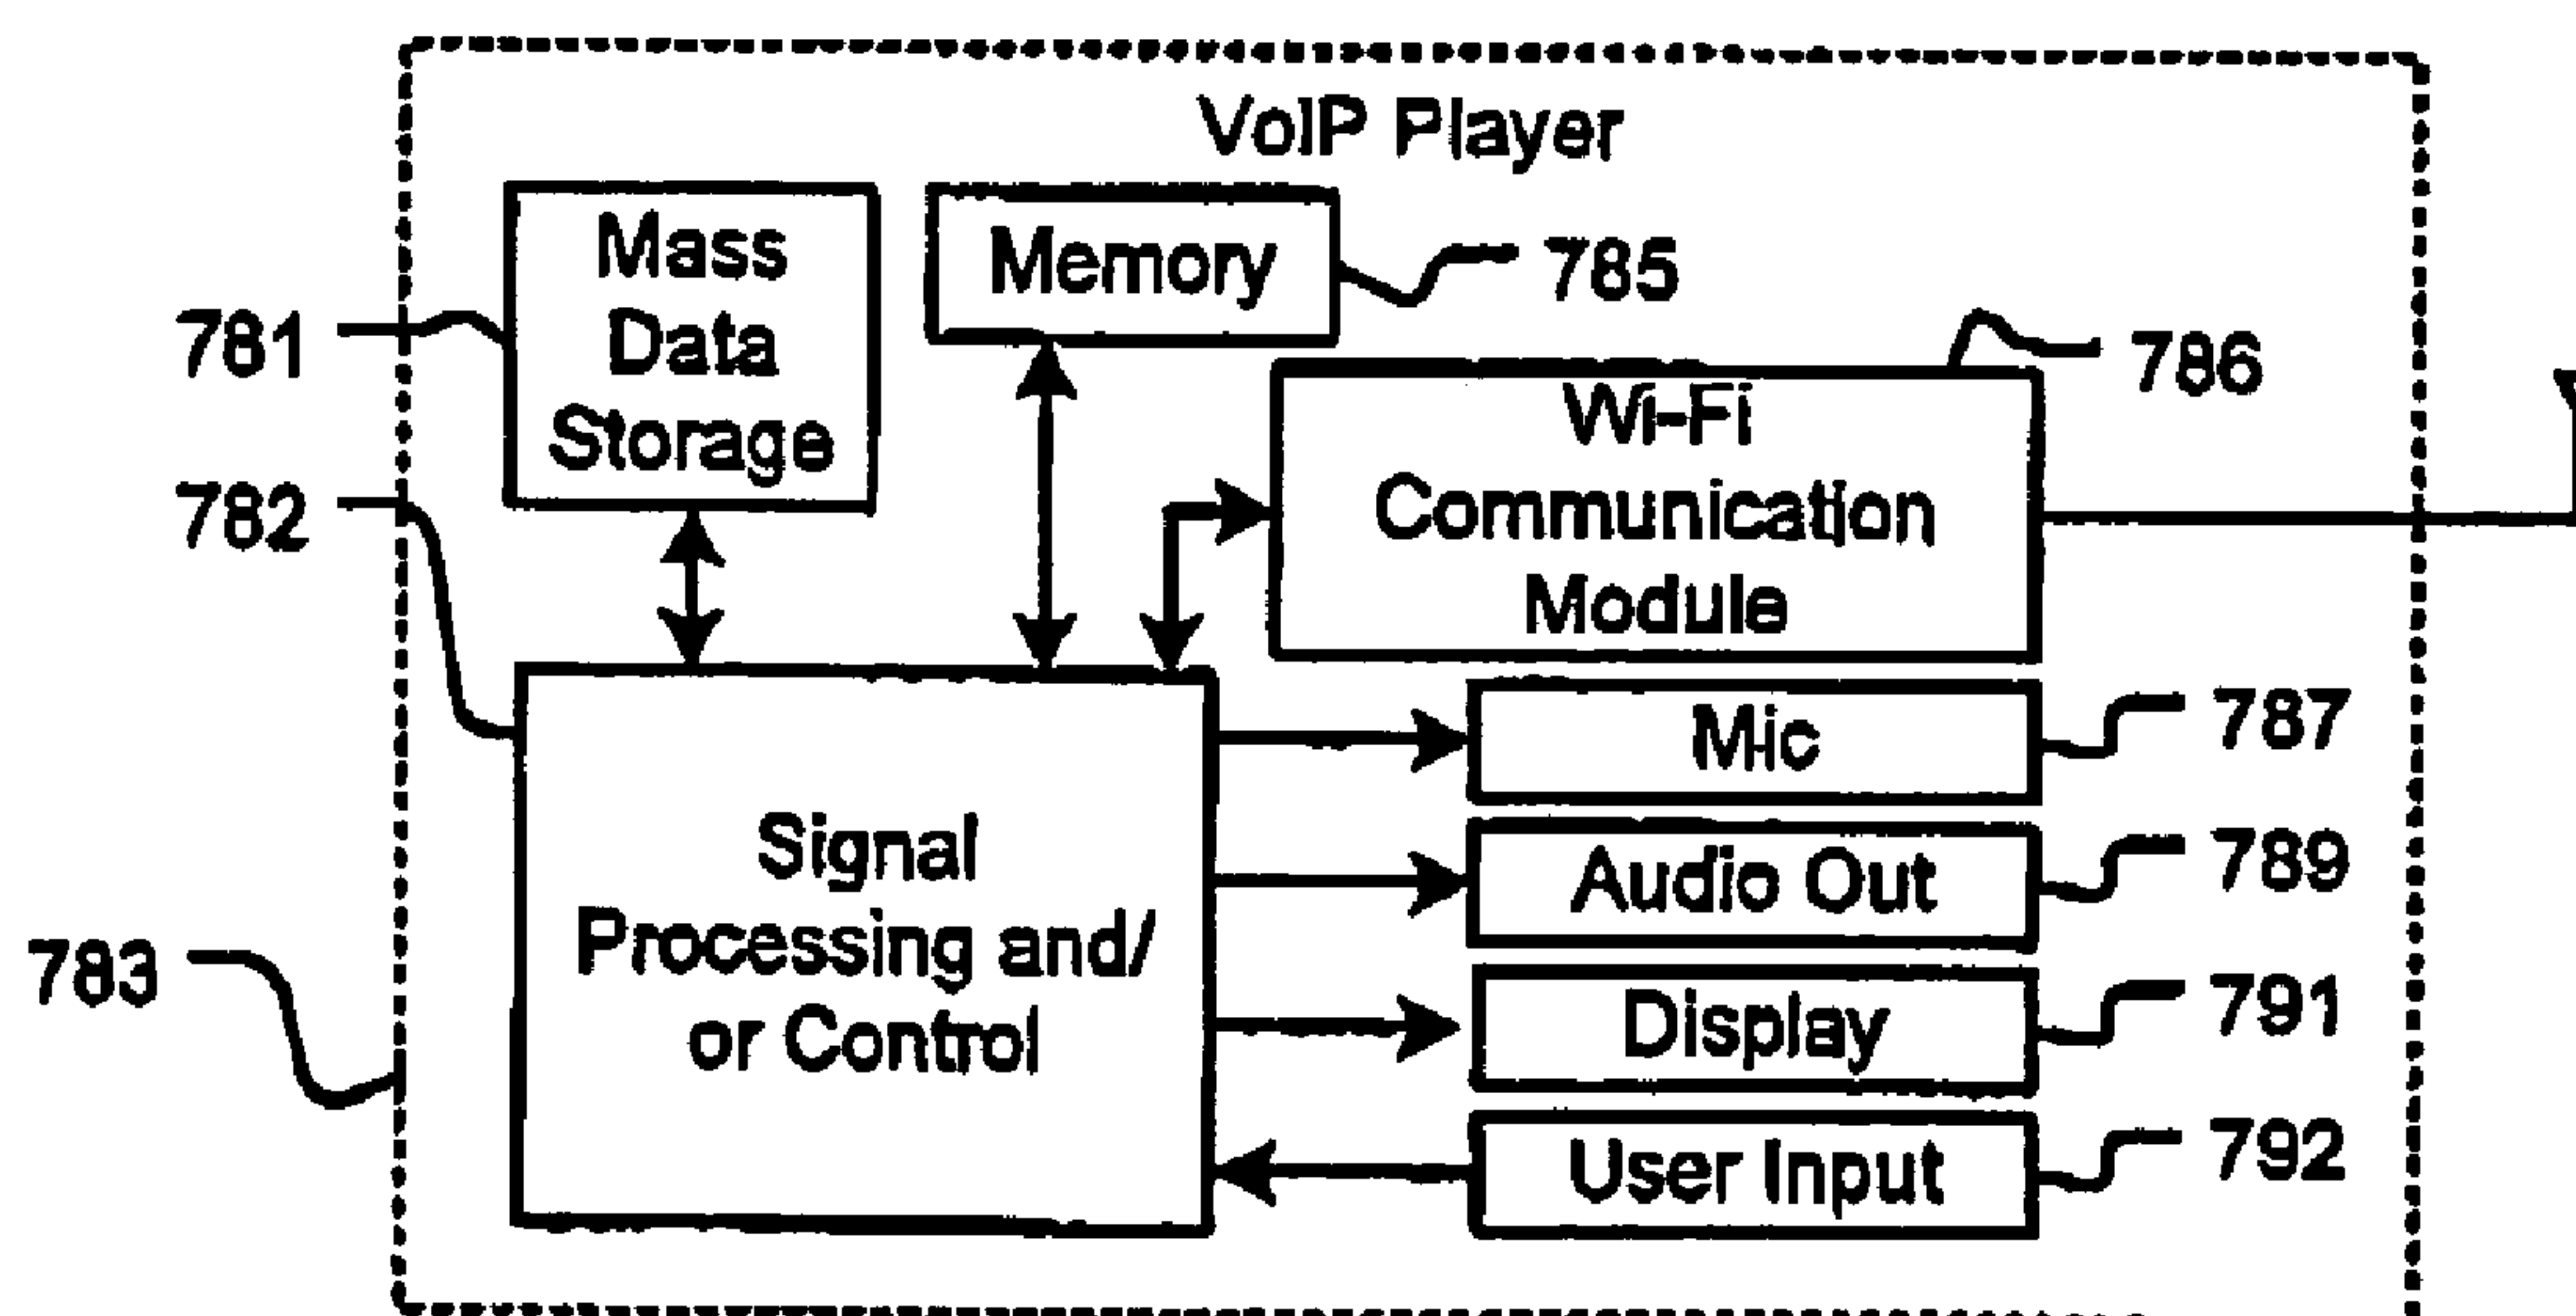 VoIP Player
Mass
Data
Storage
Memory
785
781
786
Wi-Fi
Communication
Module
782
Mic
787
Signal
Processing and/
or Control
Audio Out
789
783
Display
791
User Input
792